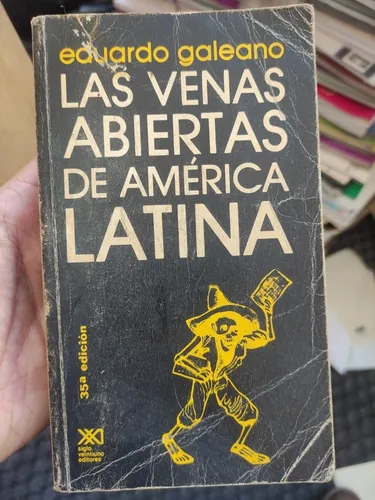 eduardo galeano
LAS VENAS
ABIERTAS
DE AMÉRICA
LATINA
35ª edición
siglo
veintiuno
editores